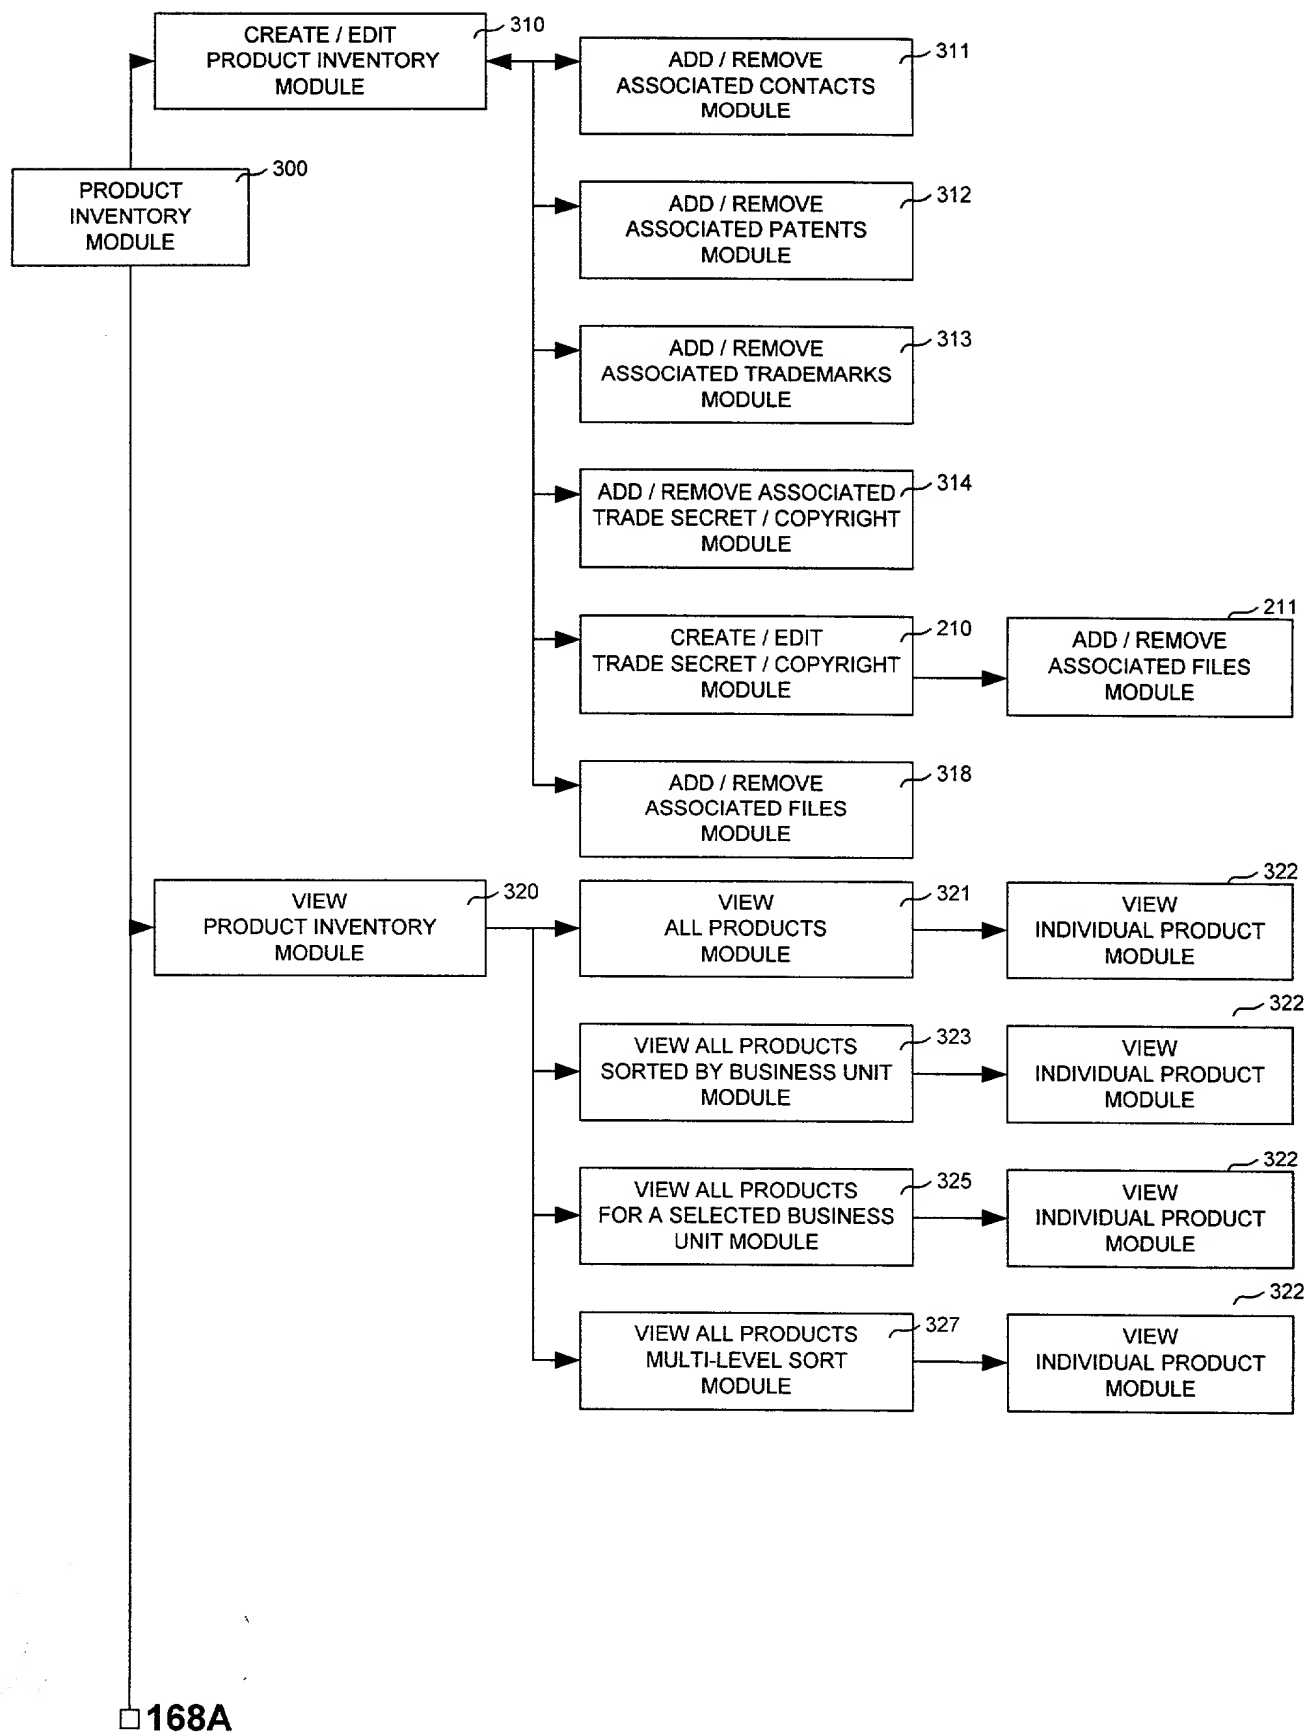 CREATE / EDIT
PRODUCT INVENTORY
MODULE
310
ADD / REMOVE
ASSOCIATED CONTACTS
MODULE
311
PRODUCT
INVENTORY
MODULE
300
ADD / REMOVE
ASSOCIATED PATENTS
MODULE
312
ADD / REMOVE
ASSOCIATED TRADEMARKS
MODULE
313
ADD / REMOVE ASSOCIATED
TRADE SECRET / COPYRIGHT
MODULE
314
CREATE / EDIT
TRADE SECRET / COPYRIGHT
MODULE
210
ADD / REMOVE
ASSOCIATED FILES
MODULE
211
ADD / REMOVE
ASSOCIATED FILES
MODULE
318
VIEW
PRODUCT INVENTORY
MODULE
320
VIEW
ALL PRODUCTS
MODULE
321
VIEW
INDIVIDUAL PRODUCT
MODULE
322
VIEW ALL PRODUCTS
SORTED BY BUSINESS UNIT
MODULE
323
VIEW
INDIVIDUAL PRODUCT
MODULE
322
VIEW ALL PRODUCTS
FOR A SELECTED BUSINESS
UNIT MODULE
325
VIEW
INDIVIDUAL PRODUCT
MODULE
322
VIEW ALL PRODUCTS
MULTI-LEVEL SORT
MODULE
327
VIEW
INDIVIDUAL PRODUCT
MODULE
322
168A